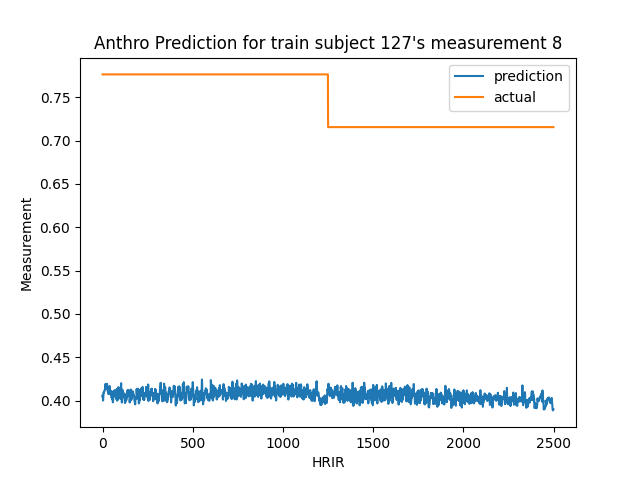 Anthro Prediction for train subject 127's measurement 8
prediction
actual
0.75
0.70
0.65
0.60
0.55
0.50
0.45
0.40
Measurement
0
500
1000
1500
2000
2500
HRIR